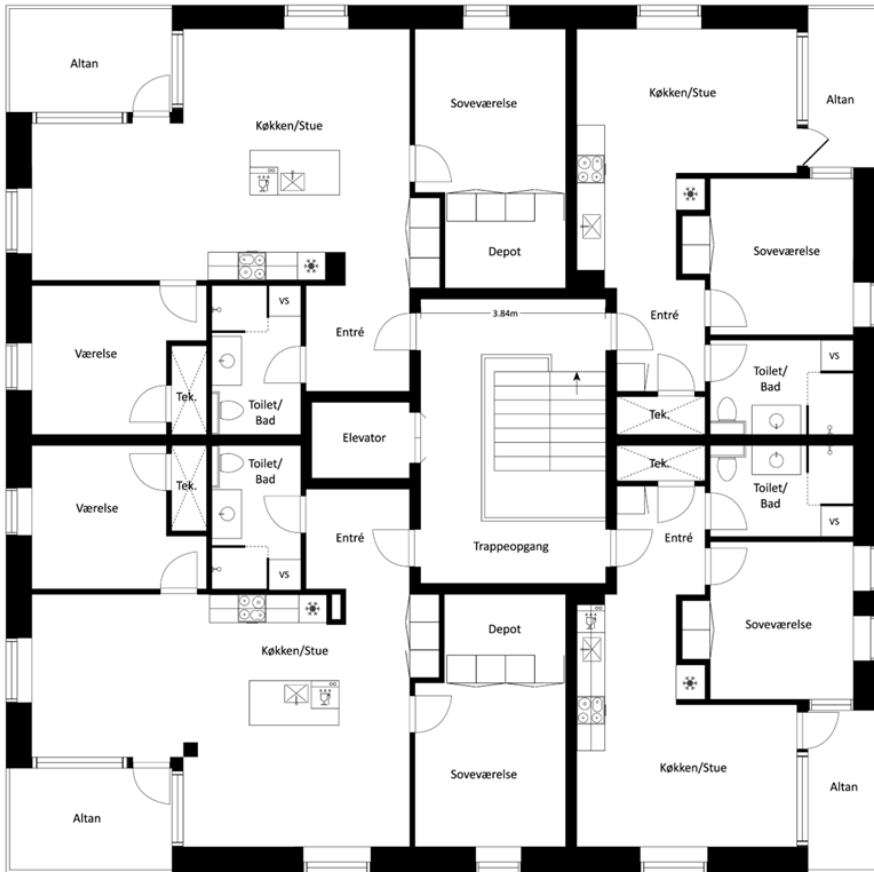 Altan
Køkken/Stue
Soveværelse
Køkken/Stue
Altan
Depot
Soveværelse
VS
3.84m
Entré
Entré
Værelse
Toilet/
Bad
VS
Tek.
Toilet/
Bad
Tek.
Elevator
Tek.
Toilet/
Bad
Tek.
Toilet/
Bad
Værelse
Entré
Trappeopgang
Entré
VS
VS
Depot
Soveværelse
Køkken/Stue
Soveværelse
Køkken/Stue
Altan
Altan